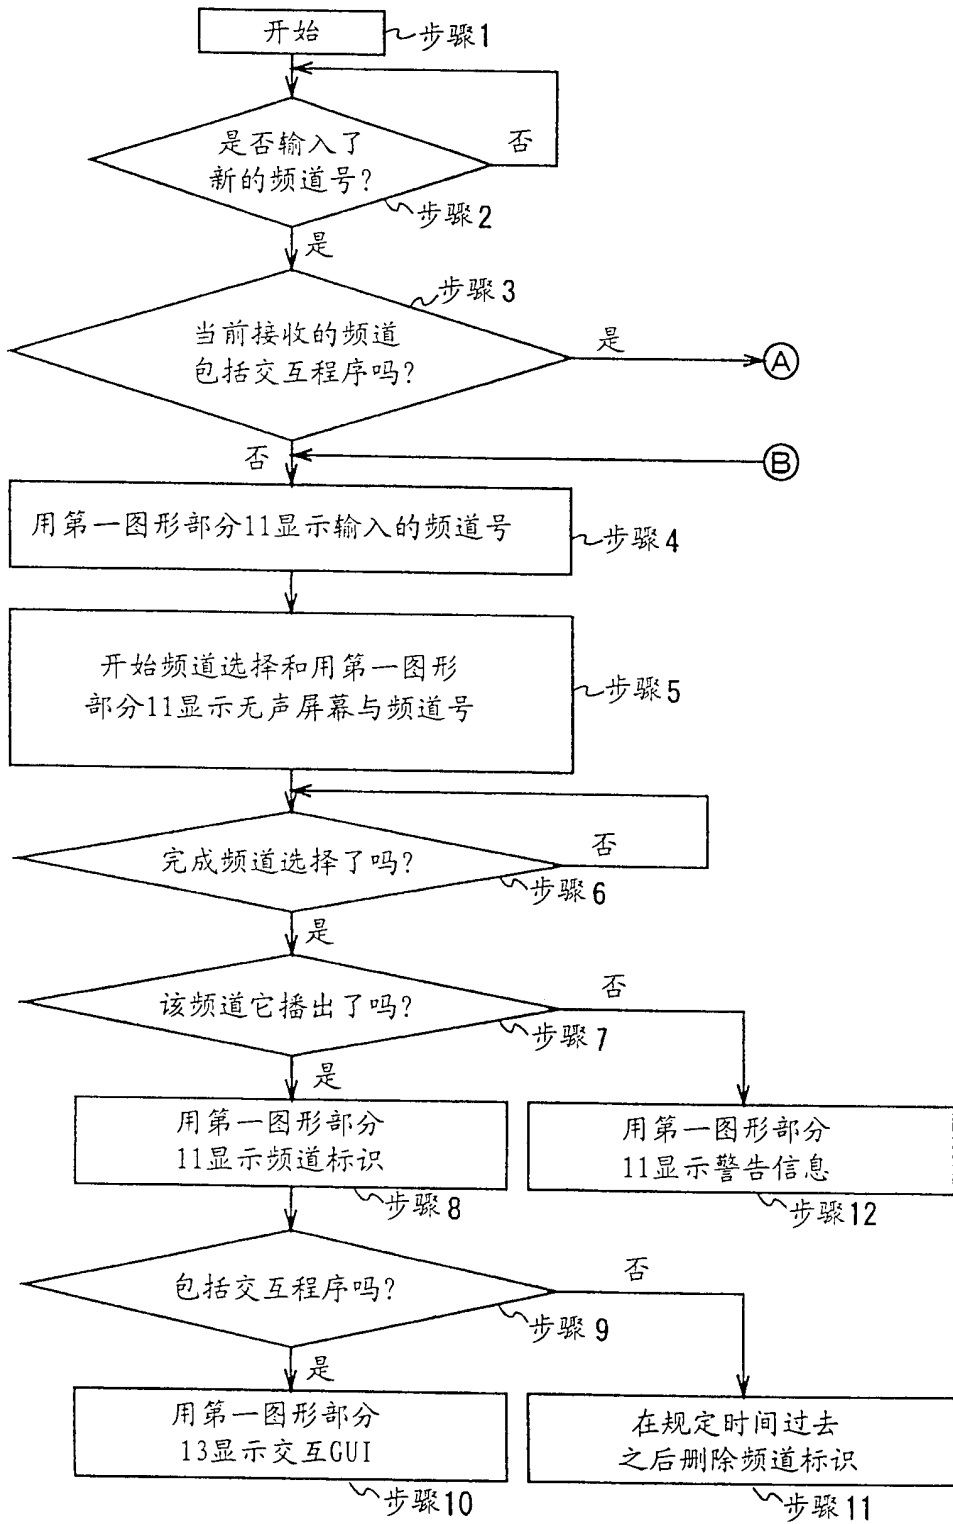 开始
步骤1
是否输入了
新的频道号?
否
步骤2
是
步骤3
当前接收的频道
包括交互程序吗?
是
A
否
B
用第一图形部分11显示输入的频道号
步骤4
开始频道选择和用第一图形
部分11显示无声屏幕与频道号
步骤5
完成频道选择了吗?
否
步骤6
是
该频道它播出了吗?
否
步骤7
是
用第一图形部分
11显示频道标识
步骤8
用第一图形部分
11显示警告信息
步骤12
包括交互程序吗?
否
步骤9
是
用第一图形部分
13显示交互GUI
步骤10
在规定时间过去
之后删除频道标识
步骤11